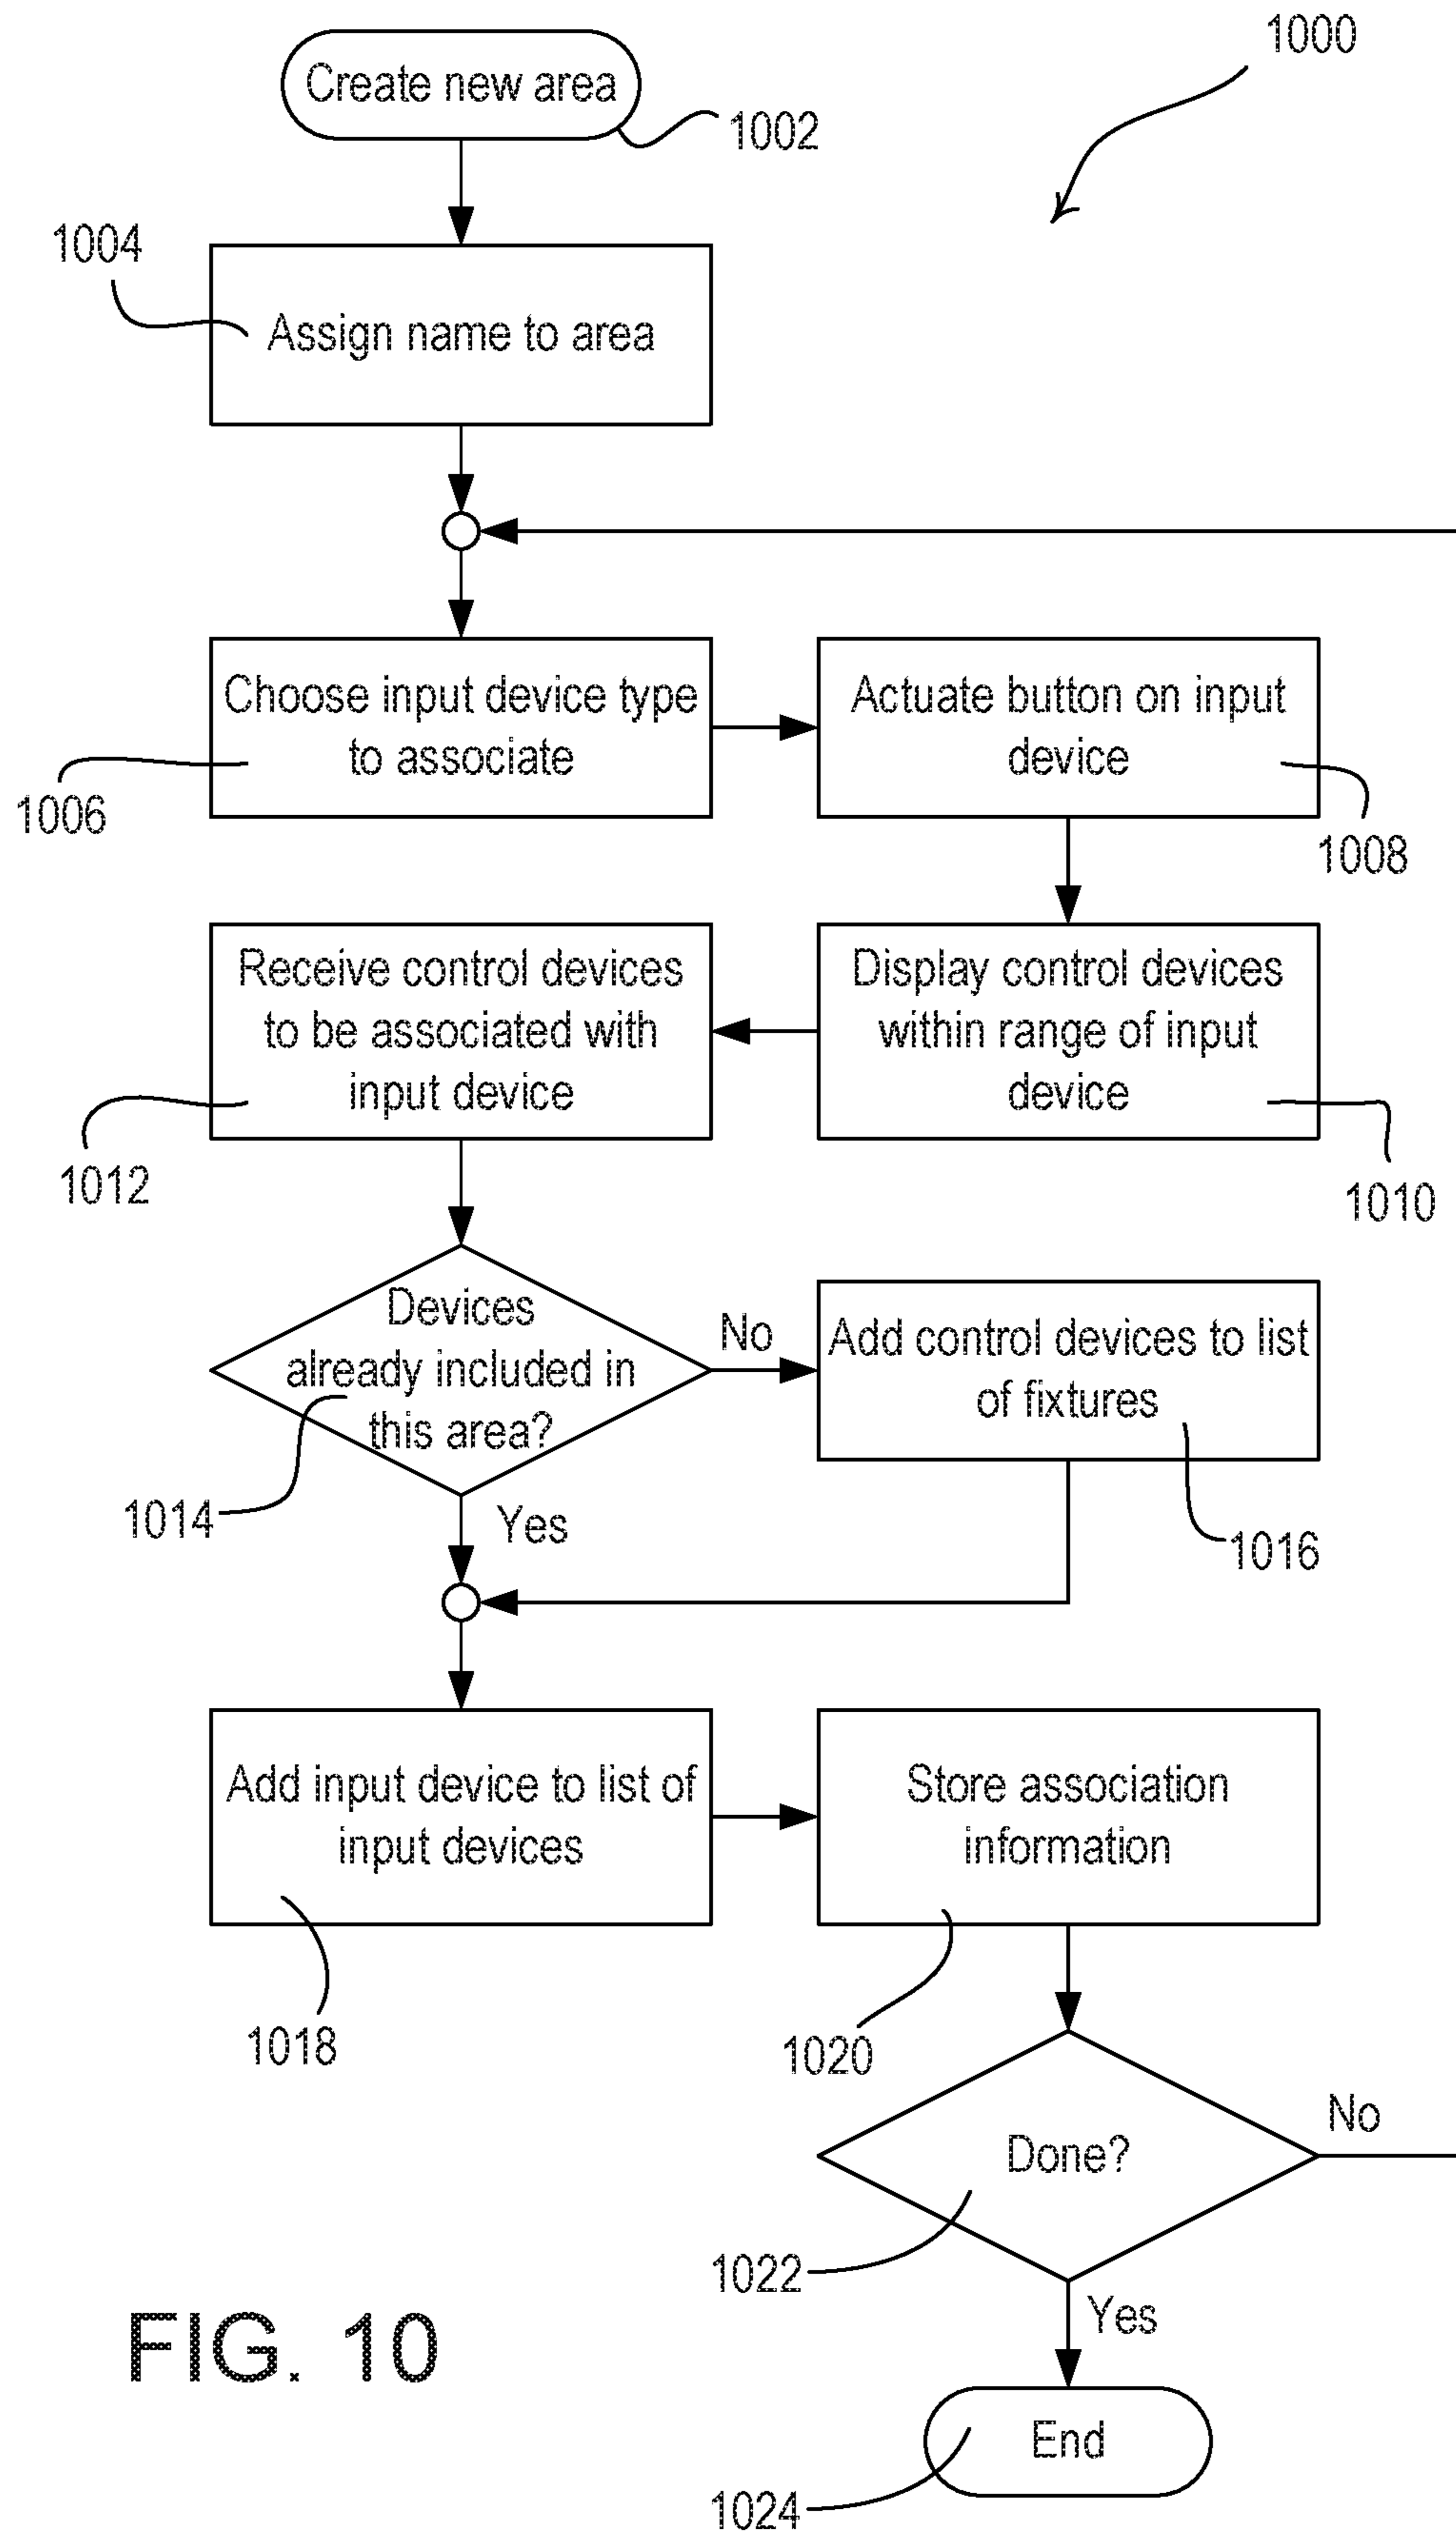 1000
Create new area
1002
1004
Assign name to area
Choose input device type
to associate
1006
Actuate button on input
device
1008
Receive control devices
to be associated with
input device
1012
Display control devices
within range of input
device
1010
Devices
already included in
this area?
1014
No
Yes
Add control devices to list
of fixtures
1016
Add input device to list of
input devices
1018
Store association
information
1020
Done?
No
1022
Yes
End
1024
FIG. 10